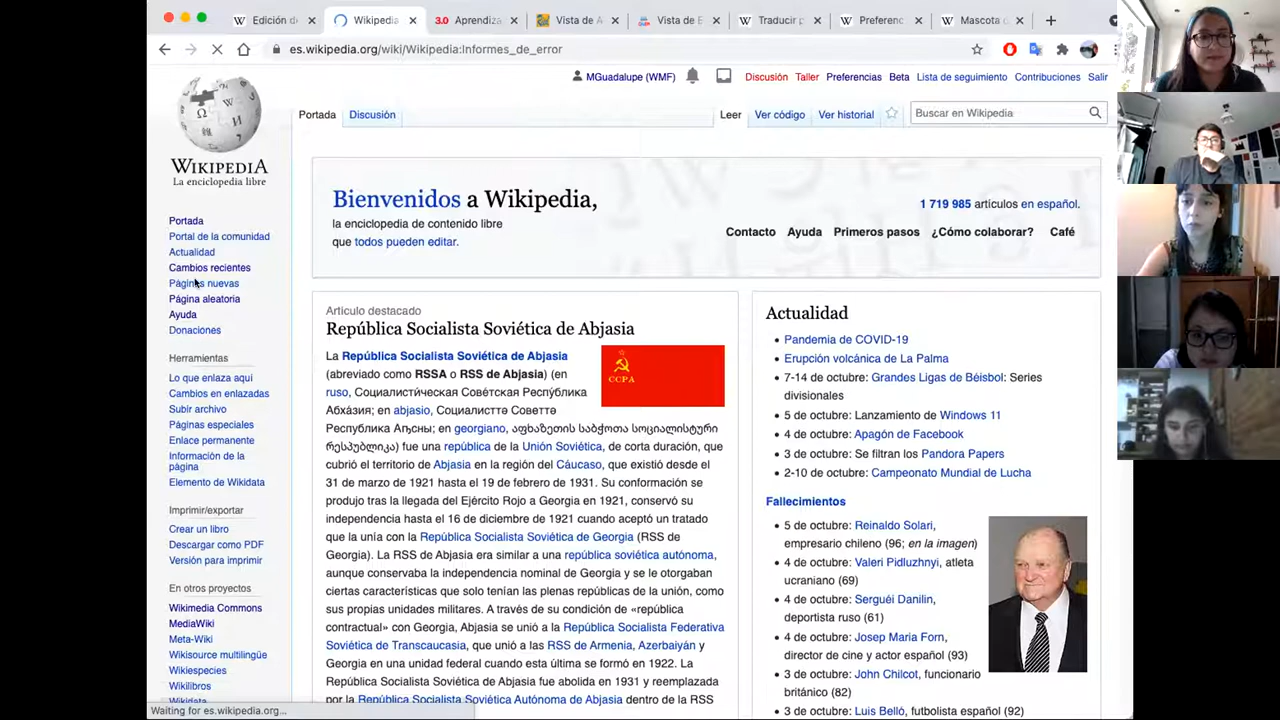 Edición de
Wikipedia
3.0 Aprendiza
Vista de A
Vista de E
Traducir p
Preferenc
Mascota d
es.wikipedia.org/wiki/Wikipedia:Informes_de_error
MGuadalupe (WMF) Discusión Taller Preferencias Beta Lista de seguimiento Contribuciones Salir
Portada Discusión Leer Ver código Ver historial Buscar en Wikipedia
WIKIPEDIA
La enciclopedia libre
Portada
Portal de la comunidad
Actualidad
Cambios recientes
Páginas nuevas
Página aleatoria
Ayuda
Donaciones
Herramientas
Lo que enlaza aquí
Cambios en enlazadas
Subir archivo
Páginas especiales
Enlace permanente
Información de la
página
Elemento de Wikidata
Imprimir/exportar
Crear un libro
Descargar como PDF
Versión para imprimir
En otros proyectos
Wikimedia Commons
MediaWiki
Meta-Wiki
Wikisource multilingüe
Wikiespecies
Wikilibros
Wikidata
Waiting for es.wikipedia.org...
Bienvenidos a Wikipedia,
la enciclopedia de contenido libre
que todos pueden editar.
1 719 985 artículos en español.
Contacto Ayuda Primeros pasos ¿Cómo colaborar? Café
Artículo destacado
República Socialista Soviética de Abjasia
La República Socialista Soviética de Abjasia
(abreviado como RSSA o RSS de Abjasia) (en
ruso, Социалисти́ческая Сове́тская Респу́блика
Абха́зия; en abjasio, Социалисттә Советтә
Республика Аҧсны; en georgiano, აფხაზეთის
საბჭოთა სოციალისტური
რესპუბლიკა) fue una república de la Unión Soviética, de corta duración, que
cubrió el territorio de Abjasia en la región del Cáucaso, que existió desde el
31 de marzo de 1921 hasta el 19 de febrero de 1931. Su conformación se
produjo tras la llegada del Ejército Rojo a Georgia en 1921, conservó su
independencia hasta el 16 de diciembre de 1921 cuando aceptó un tratado
que la unía con la República Socialista Soviética de Georgia (RSS de
Georgia). La RSS de Abjasia era similar a una república soviética autónoma,
aunque conservaba la independencia nominal de Georgia y se le otorgaban
ciertas características que solo tenían las plenas repúblicas de la unión, como
sus propias unidades militares. A través de su condición de «república
contractual» con Georgia, Abjasia se unió a la República Socialista Federativa
Soviética de Transcaucasia, que unió a las RSS de Armenia, Azerbaiyán y
Georgia en una unidad federal cuando esta última se formó en 1922. La
República Socialista Soviética de Abjasia fue abolida en 1931 y reemplazada
por la República Socialista Soviética Autónoma de Abjasia dentro de la RSS
ССРА
Actualidad
Pandemia de COVID-19
Erupción volcánica de La Palma
7-14 de octubre: Grandes Ligas de Béisbol: Series
divisionales
5 de octubre: Lanzamiento de Windows 11
4 de octubre: Apagón de Facebook
3 de octubre: Se filtran los Pandora Papers
2-10 de octubre: Campeonato Mundial de Lucha
Fallecimientos
5 de octubre: Reinaldo Solari,
empresario chileno (96; en la imagen)
4 de octubre: Valeri Pidluzhnyi, atleta
ucraniano (69)
4 de octubre: Serguéi Danilin,
deportista ruso (61)
4 de octubre: Josep Maria Forn,
director de cine y actor español (93)
3 de octubre: John Chilcot, funcionario
británico (82)
3 de octubre: Luis Belló, futbolista español (92)